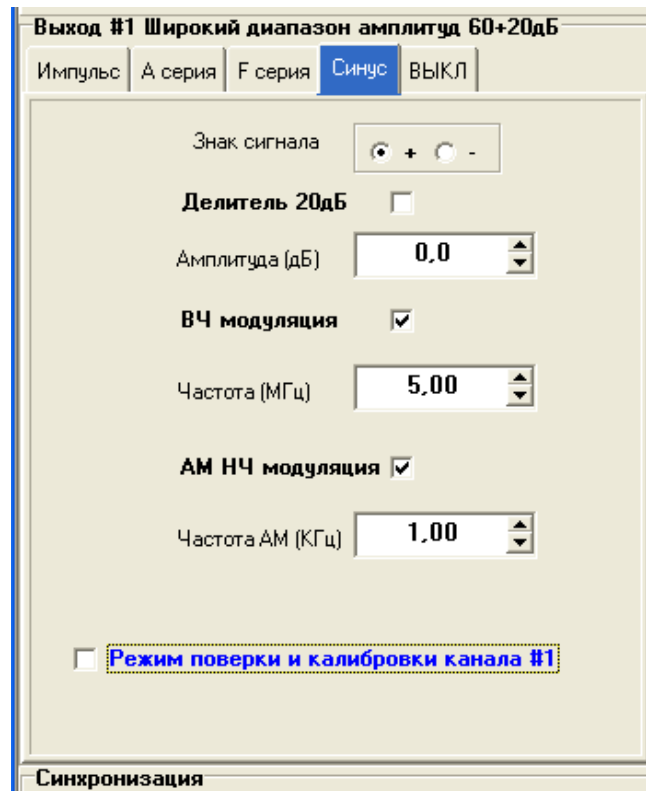 Выход #1 Широкий диапазон амплитуд 60+20дБ
Импульс А серия F серия Синус ВЫКЛ
Знак сигнала + -
Делитель 20дБ
Амплитуда (дБ) 0,0
ВЧ модуляция
Частота (МГц) 5,00
АМ НЧ модуляция
Частота АМ (КГц) 1,00
Режим поверки и калибровки канала #1
Синхронизация